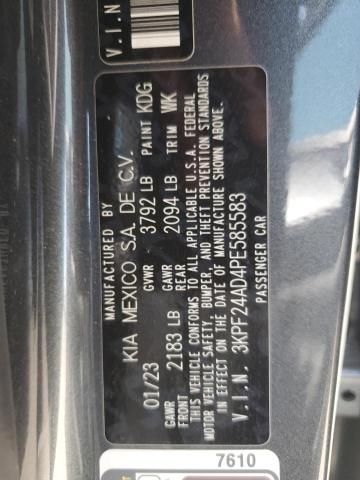 V.I.N
MANUFACTURED BY
KIA MEXICO S.A. DE C.V.
01/23 GVWR 3792 LB PAINT KDG
GAWR FRONT 2183 LB GAWR REAR 2094 LB TRIM WK
THIS VEHICLE CONFORMS TO ALL APPLICABLE U.S.A. FEDERAL
MOTOR VEHICLE SAFETY, BUMPER, AND THEFT PREVENTION STANDARDS
IN EFFECT ON THE DATE OF MANUFACTURE SHOWN ABOVE.
V.I.N. 3KPF24AD4PE585583
PASSENGER CAR
7610